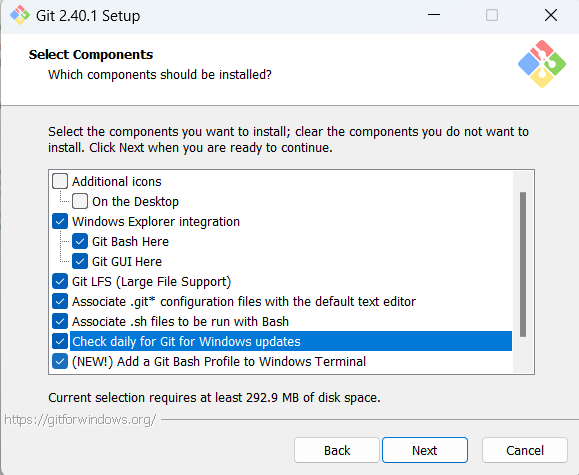 Git 2.40.1 Setup
Select Components
Which components should be installed?
Select the components you want to install; clear the components you do not want to
install. Click Next when you are ready to continue.
Additional icons
On the Desktop
Windows Explorer integration
Git Bash Here
Git GUI Here
Git LFS (Large File Support)
Associate .git* configuration files with the default text editor
Associate .sh files to be run with Bash
Check daily for Git for Windows updates
(NEW!) Add a Git Bash Profile to Windows Terminal
Current selection requires at least 292.9 MB of disk space.
https://gitforwindows.org/
Back
Next
Cancel